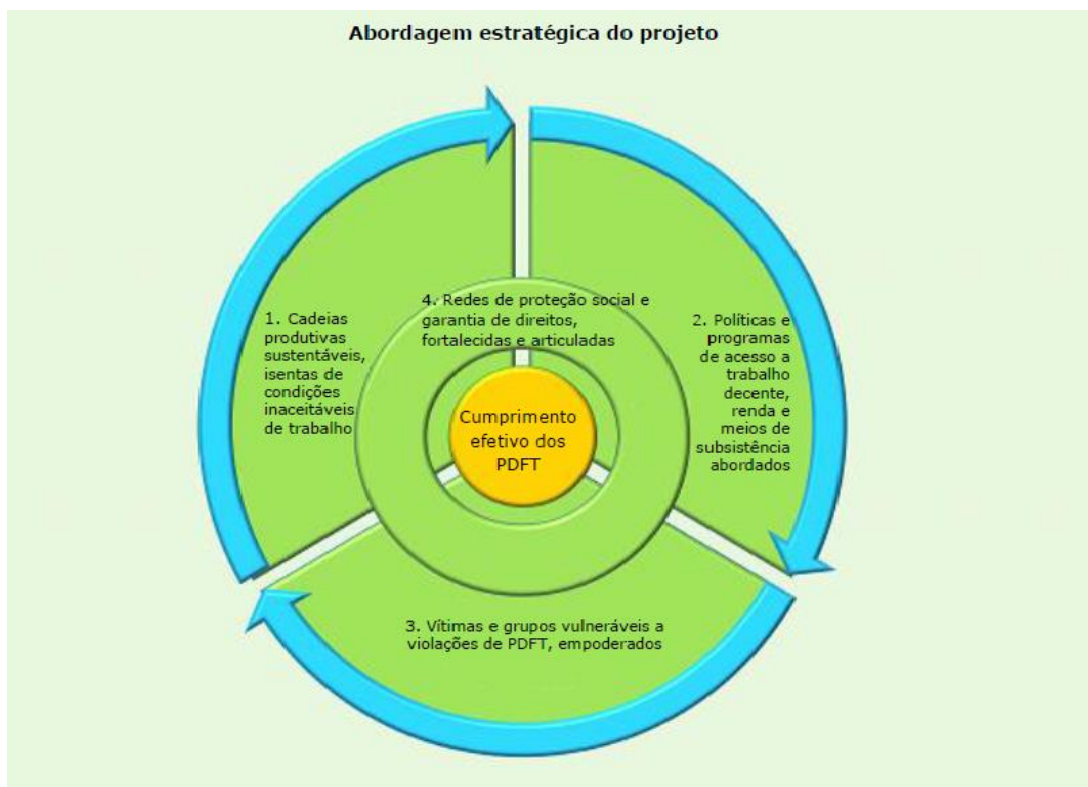 Abordagem estratégica do projeto
1. Cadeias
produtivas
sustentáveis,
isentas de
condições
inaceitáveis
de trabalho
4. Redes de proteção social e
garantia de direitos,
fortalecidas e articuladas
2. Políticas e
programas
de acesso a
trabalho
decente,
renda e
meios de
subsistência
abordados
Cumprimento
efetivo dos
PDFT
3. Vítimas e grupos vulneráveis a
violações de PDFT, empoderados